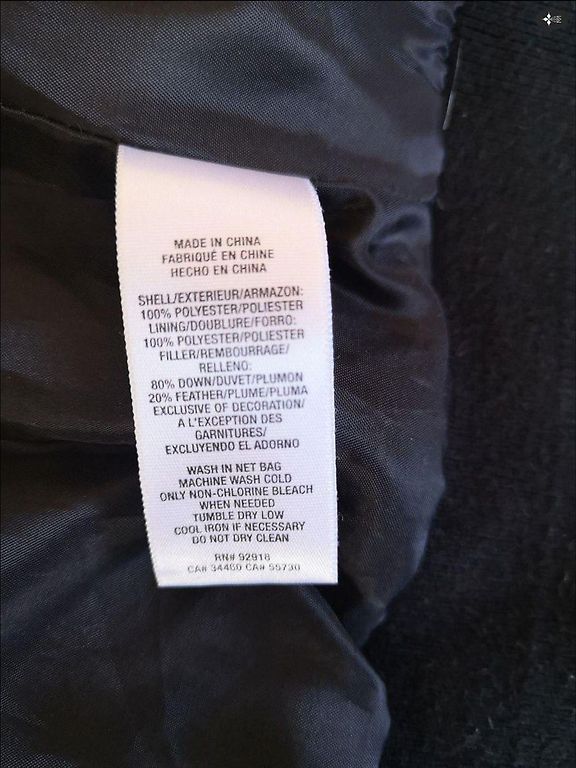 MADE IN CHINA
FABRIQUÉ EN CHINE
HECHO EN CHINA
SHELL/EXTERIEUR/ARMAZON:
100% POLYESTER/POLIESTER
LINING/DOUBLURE/FORRO:
100% POLYESTER/POLIESTER
FILLER/REMBOURRAGE/
RELLENO:
80% DOWN/DUVET/PLUMON
20% FEATHER/PLUME/PLUMA
EXCLUSIVE OF DECORATION/
A L'EXCEPTION DES
GARNITURES/
EXCLUYENDO EL ADORNO
WASH IN NET BAG
MACHINE WASH COLD
ONLY NON-CHLORINE BLEACH
WHEN NEEDED
TUMBLE DRY LOW
COOL IRON IF NECESSARY
DO NOT DRY CLEAN
RN# 92918
CA# 34460 CA# 55730